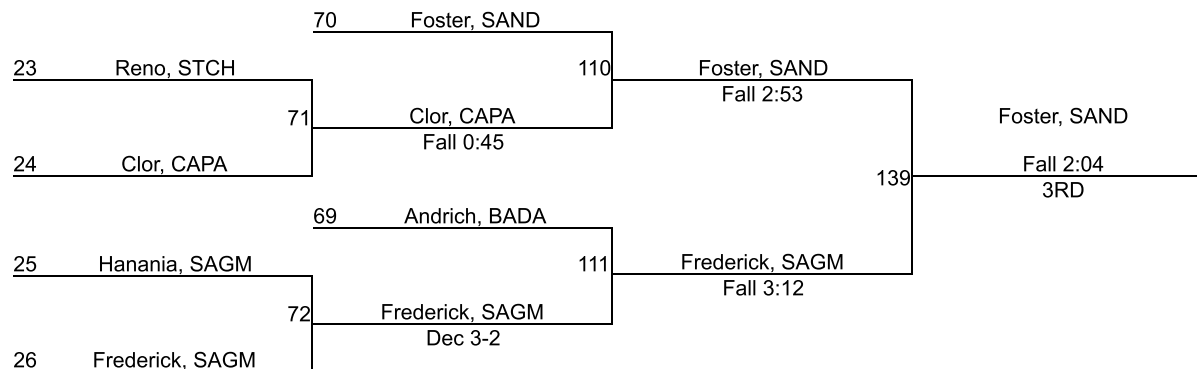 70 Foster, SAND
23 Reno, STCH
110 Foster, SAND
Fall 2:53
71 Clor, CAPA
Fall 0:45
Foster, SAND
24 Clor, CAPA
139 Fall 2:04
3RD
69 Andrich, BADA
25 Hanania, SAGM
111 Frederick, SAGM
Fall 3:12
72 Frederick, SAGM
Dec 3-2
26 Frederick, SAGM